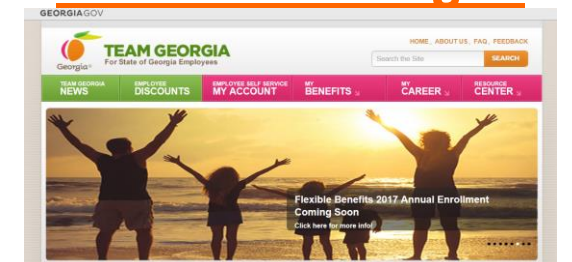 GEORGIAGOV
HOME, ABOUT US, FAQ, FEEDBACK
TEAM GEORGIA
For State of Georgia Employees
Georgia®
Search the Site
SEARCH
TEAM GEORGIA
NEWS
EMPLOYEE
DISCOUNTS
EMPLOYEE SELF SERVICE
MY ACCOUNT
MY
BENEFITS
MY
CAREER
RESOURCE
CENTER
Flexible Benefits 2017 Annual Enrollment
Coming Soon
Click here for more info!